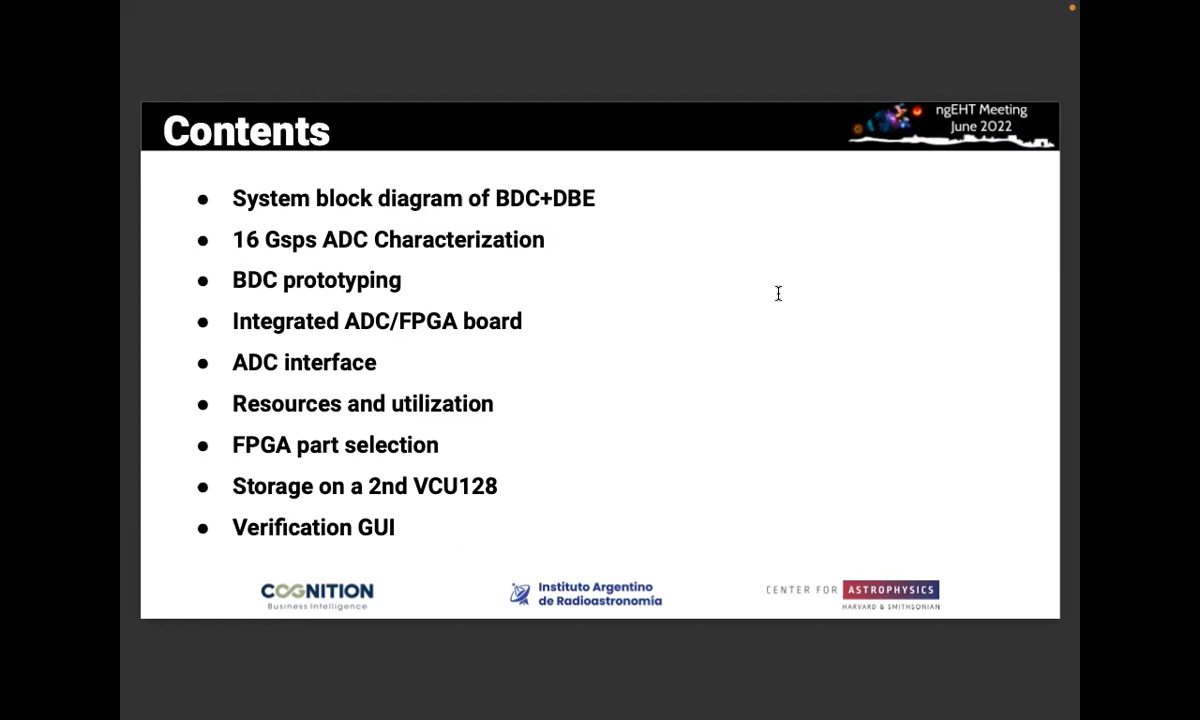 Contents
ngEHT Meeting
June 2022
● System block diagram of BDC+DBE
● 16 Gsps ADC Characterization
● BDC prototyping
● Integrated ADC/FPGA board
● ADC interface
● Resources and utilization
● FPGA part selection
● Storage on a 2nd VCU128
● Verification GUI
COGNITION
Business Intelligence
Instituto Argentino
de Radioastronomía
CENTER FOR ASTROPHYSICS
HARVARD & SMITHSONIAN